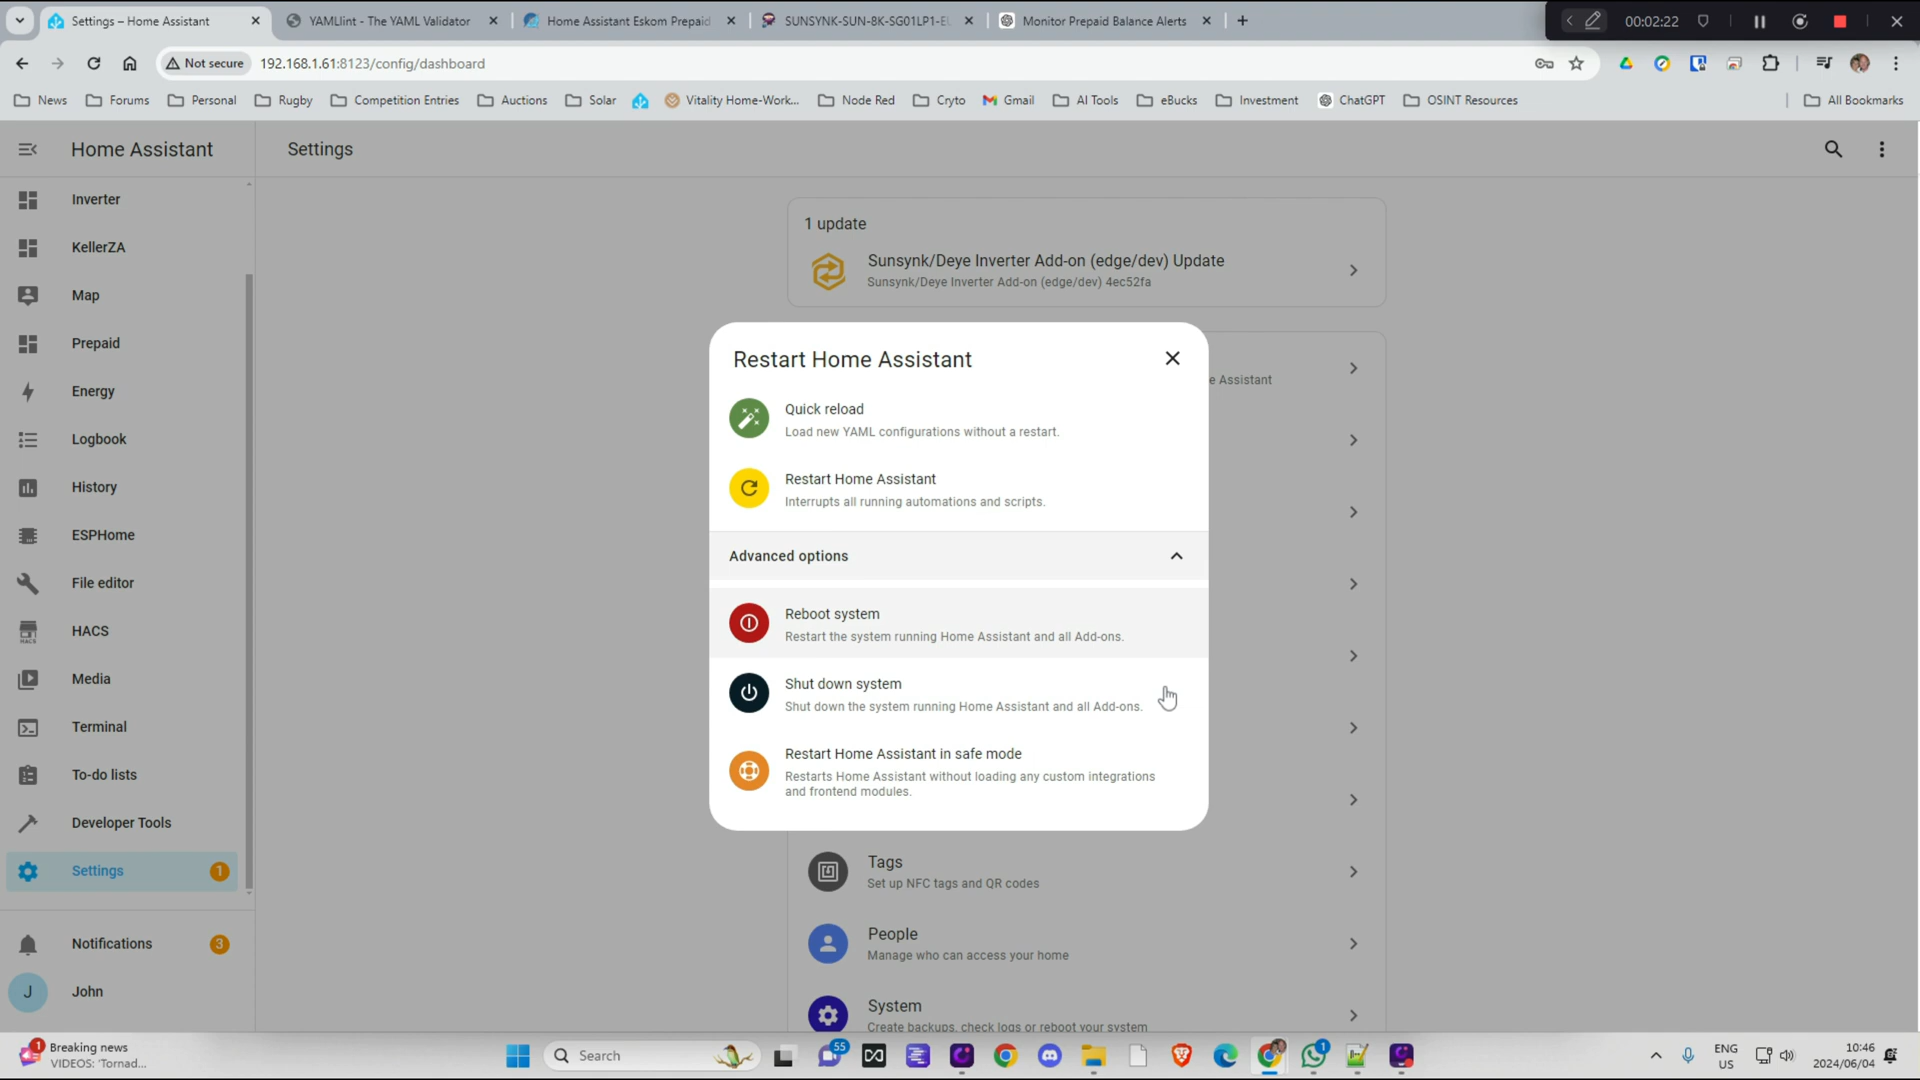 Settings – Home Assistant
YAMLlint - The YAML Validator
Home Assistant Eskom Prepaid
SUNSYNK-SUN-8K-SG01LP1-EU
Monitor Prepaid Balance Alerts
00:02:22
Not secure
192.168.1.61:8123/config/dashboard
News
Forums
Personal
Rugby
Competition Entries
Auctions
Solar
Vitality Home-Work...
Node Red
Cryto
Gmail
AI Tools
eBucks
Investment
ChatGPT
OSINT Resources
All Bookmarks
Home Assistant
Settings
Inverter
KellerZA
Map
Prepaid
Energy
Logbook
History
ESPHome
File editor
HACS
HACS
Media
Terminal
To-do lists
Developer Tools
Settings
1
Notifications
3
J
John
1 update
Sunsynk/Deye Inverter Add-on (edge/dev) Update
Sunsynk/Deye Inverter Add-on (edge/dev) 4ec52fa
e Assistant
Restart Home Assistant
Quick reload
Load new YAML configurations without a restart.
Restart Home Assistant
Interrupts all running automations and scripts.
Advanced options
Reboot system
Restart the system running Home Assistant and all Add-ons.
Shut down system
Shut down the system running Home Assistant and all Add-ons.
Restart Home Assistant in safe mode
Restarts Home Assistant without loading any custom integrations
and frontend modules.
Tags
Set up NFC tags and QR codes
People
Manage who can access your home
System
Create backups, check logs or reboot your system
1
Breaking news
VIDEOS: 'Tornad...
Search
55
1
ENG
US
10:46
2024/06/04